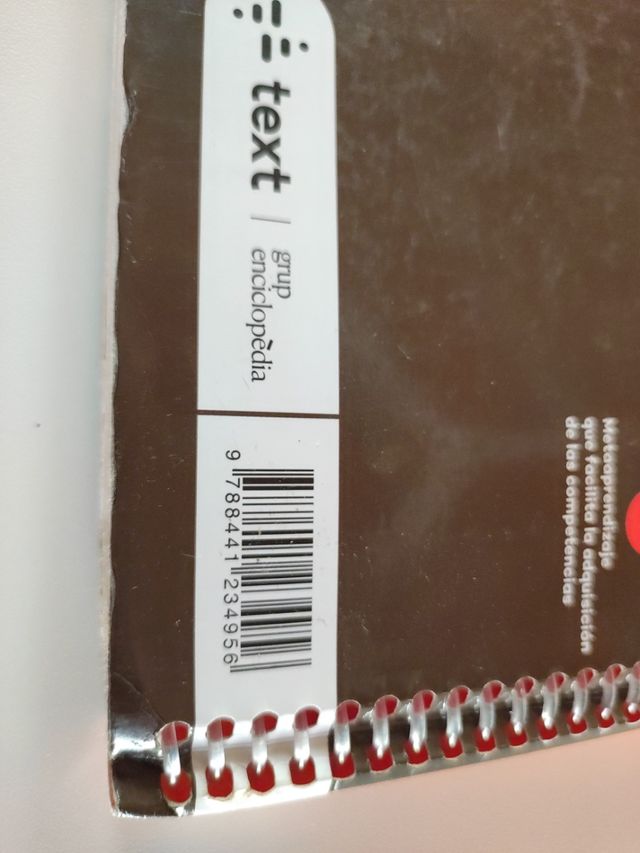 text | grup
enciclopèdia
9 788441 234956
Metaaprendizaje
que facilita la adquisición
de las competencias